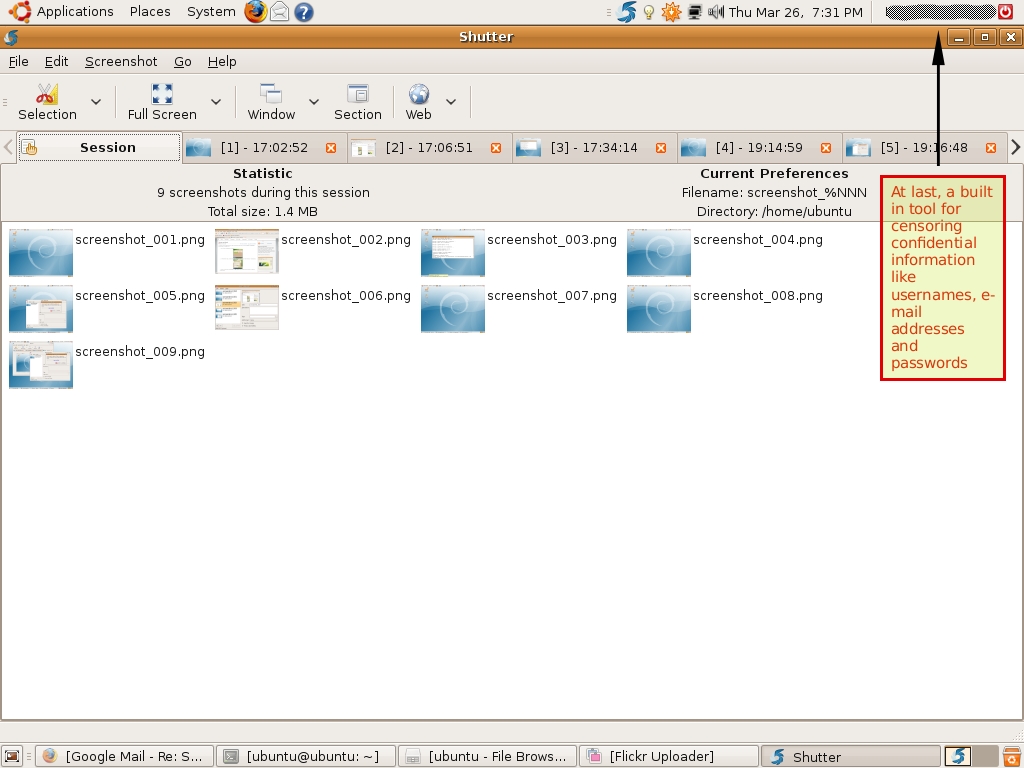 Applications Places System Thu Mar 26, 7:31 PM
Shutter
File Edit Screenshot Go Help
Selection Full Screen Window Section Web
Session [1] - 17:02:52 [2] - 17:06:51 [3] - 17:34:14 [4] - 19:14:59 [5] - 19:16:48
Statistic
9 screenshots during this session
Total size: 1.4 MB
Current Preferences
Filename: screenshot_%NNN
Directory: /home/ubuntu
screenshot_001.png screenshot_002.png screenshot_003.png screenshot_004.png
screenshot_005.png screenshot_006.png screenshot_007.png screenshot_008.png
screenshot_009.png
At last, a built
in tool for
censoring
confidential
information
like
usernames, e-
mail
addresses
and
passwords
[Google Mail - Re: S... [ubuntu@ubuntu: ~] [ubuntu - File Brows... [Flickr Uploader] Shutter